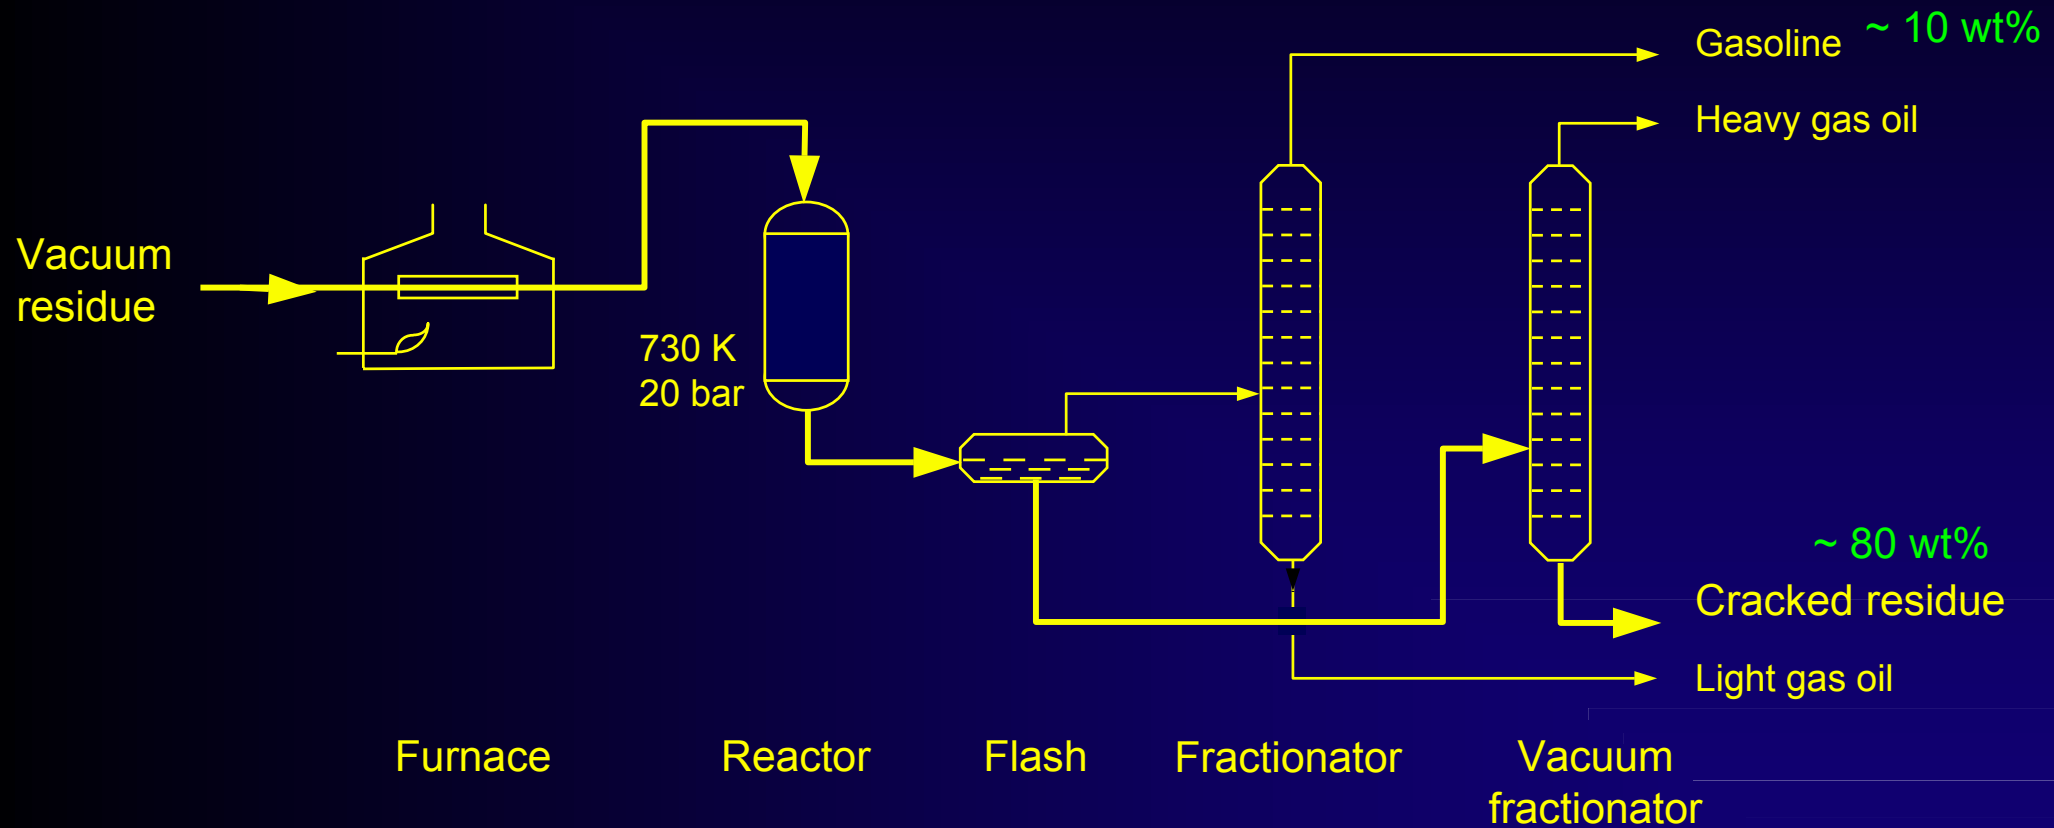 Gasoline ~ 10 wt%
Heavy gas oil
Vacuum
residue
730 K
20 bar
~ 80 wt%
Cracked residue
Light gas oil
Furnace Reactor Flash Fractionator Vacuum
fractionator